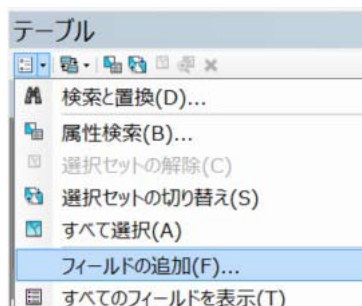 テーブル
検索と置換(D)...
属性検索(B)...
選択セットの解除(C)
選択セットの切り替え(S)
すべて選択(A)
フィールドの追加(F)...
すべてのフィールドを表示(T)